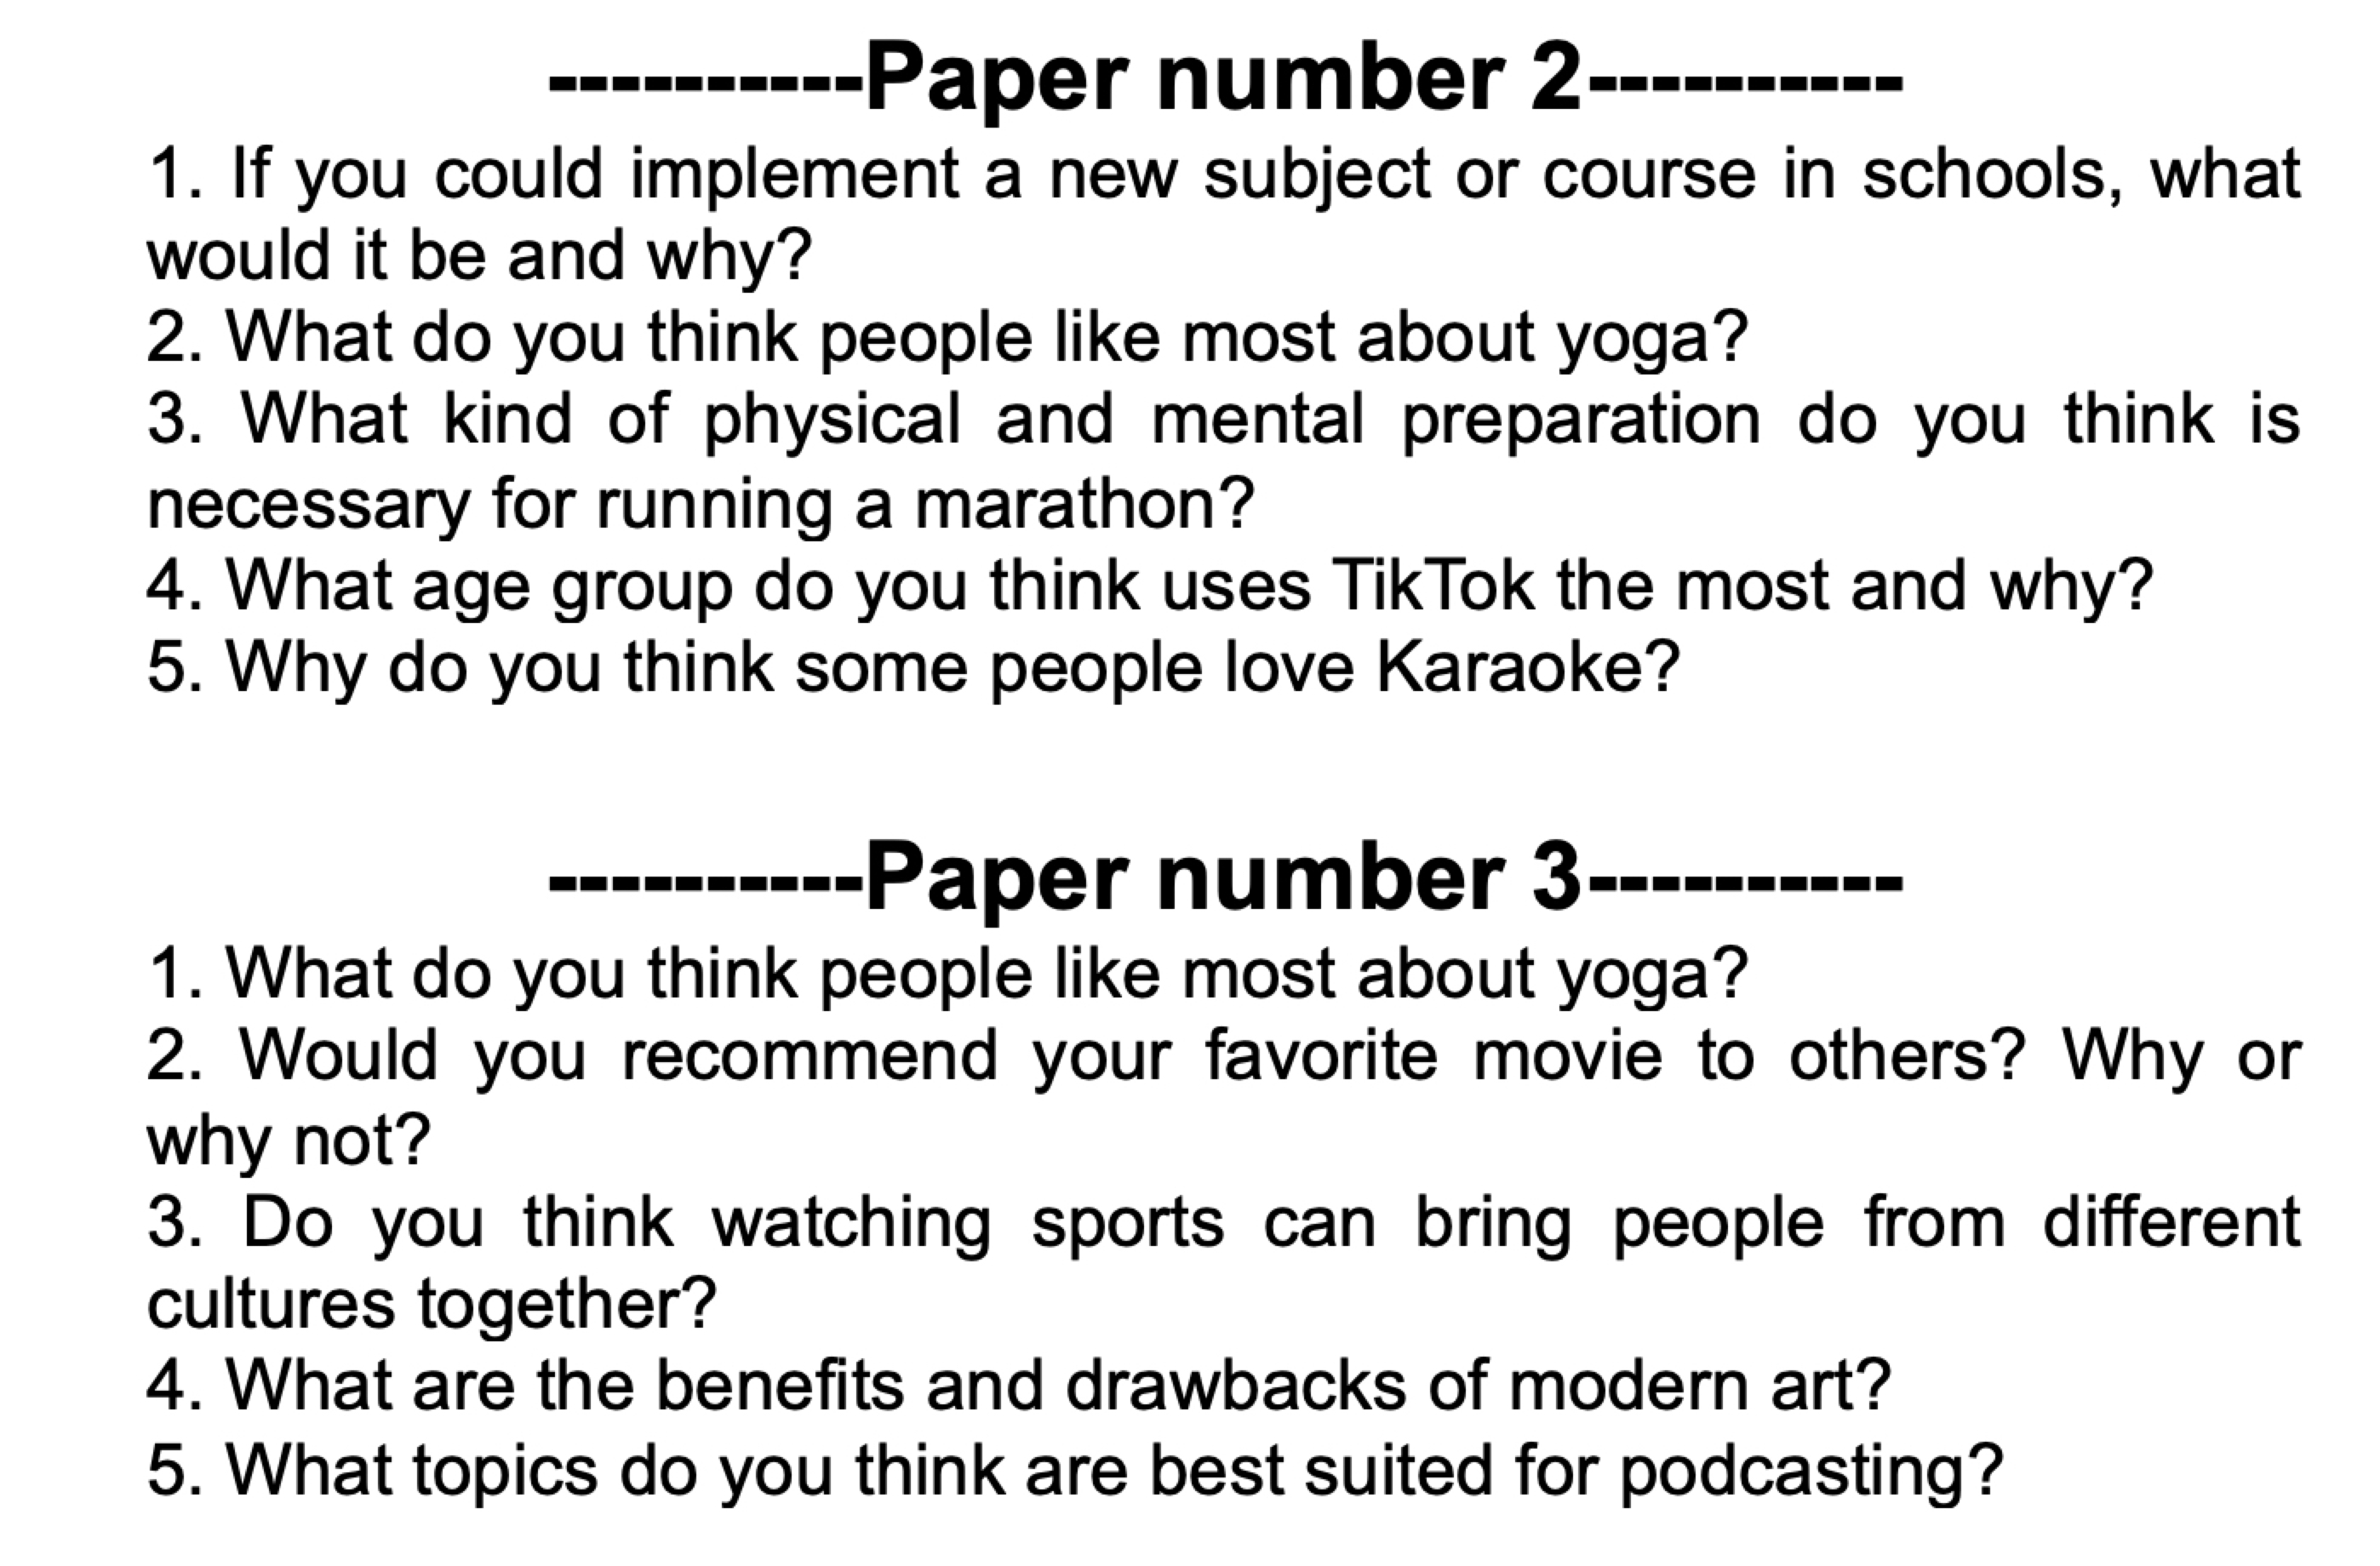 ----------Paper number 2----------
1. If you could implement a new subject or course in schools, what
would it be and why?
2. What do you think people like most about yoga?
3. What kind of physical and mental preparation do you think is
necessary for running a marathon?
4. What age group do you think uses TikTok the most and why?
5. Why do you think some people love Karaoke?
----------Paper number 3----------
1. What do you think people like most about yoga?
2. Would you recommend your favorite movie to others? Why or
why not?
3. Do you think watching sports can bring people from different
cultures together?
4. What are the benefits and drawbacks of modern art?
5. What topics do you think are best suited for podcasting?